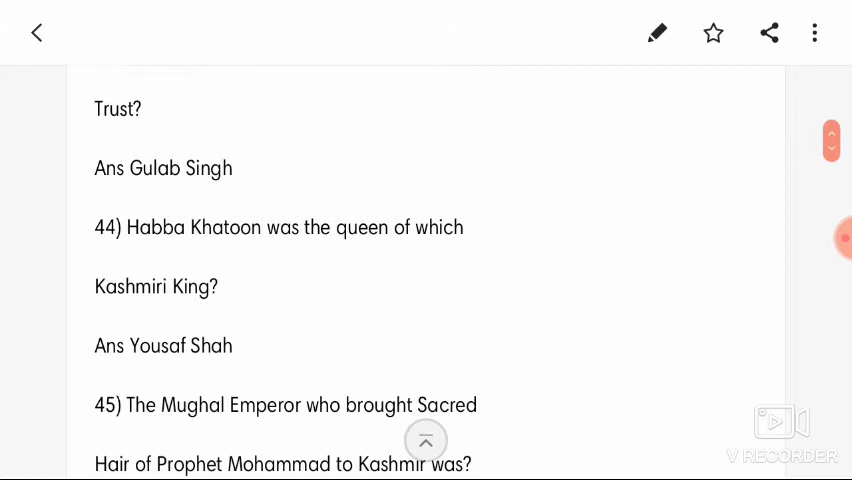 Trust?
Ans Gulab Singh
44) Habba Khatoon was the queen of which
Kashmiri King?
Ans Yousaf Shah
45) The Mughal Emperor who brought Sacred
Hair of Prophet Mohammad to Kashmir was?
V RECORDER